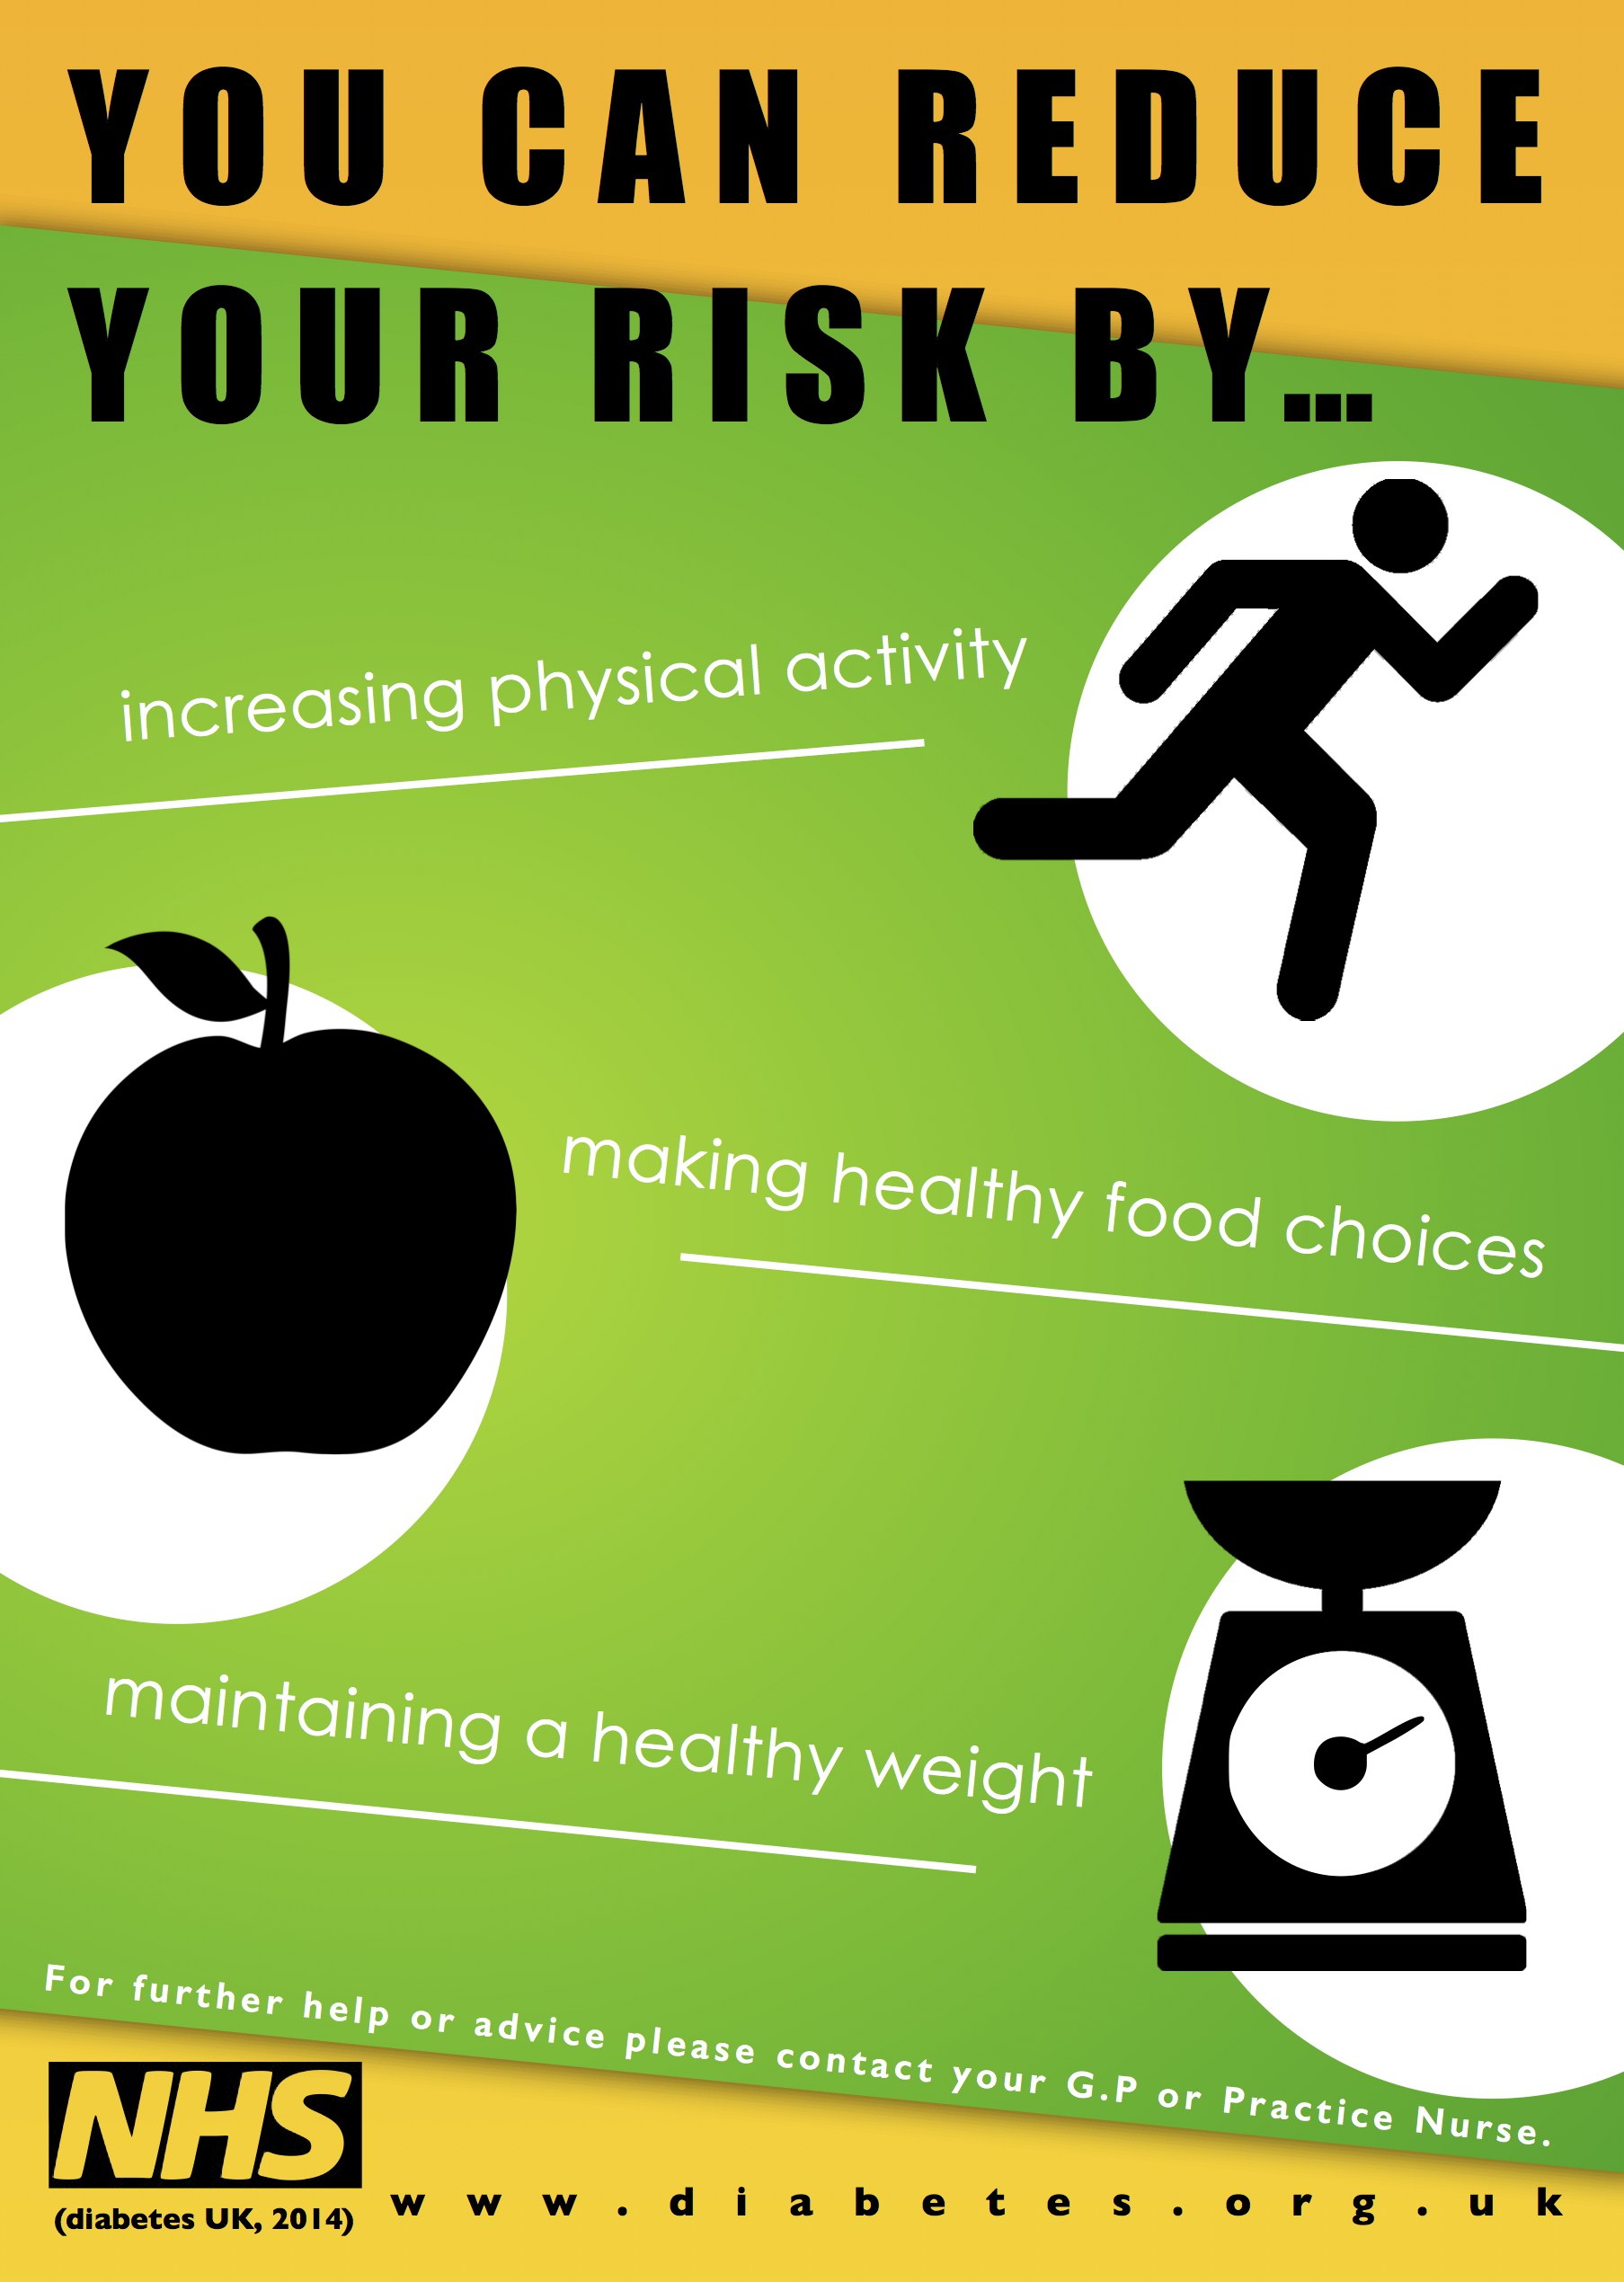 YOU CAN REDUCE
YOUR RISK BY...
increasing physical activity
making healthy food choices
maintaining a healthy weight
For further help or advice please contact your G.P or Practice Nurse.
NHS
(diabetes UK, 2014)
www.diabetes.org.uk